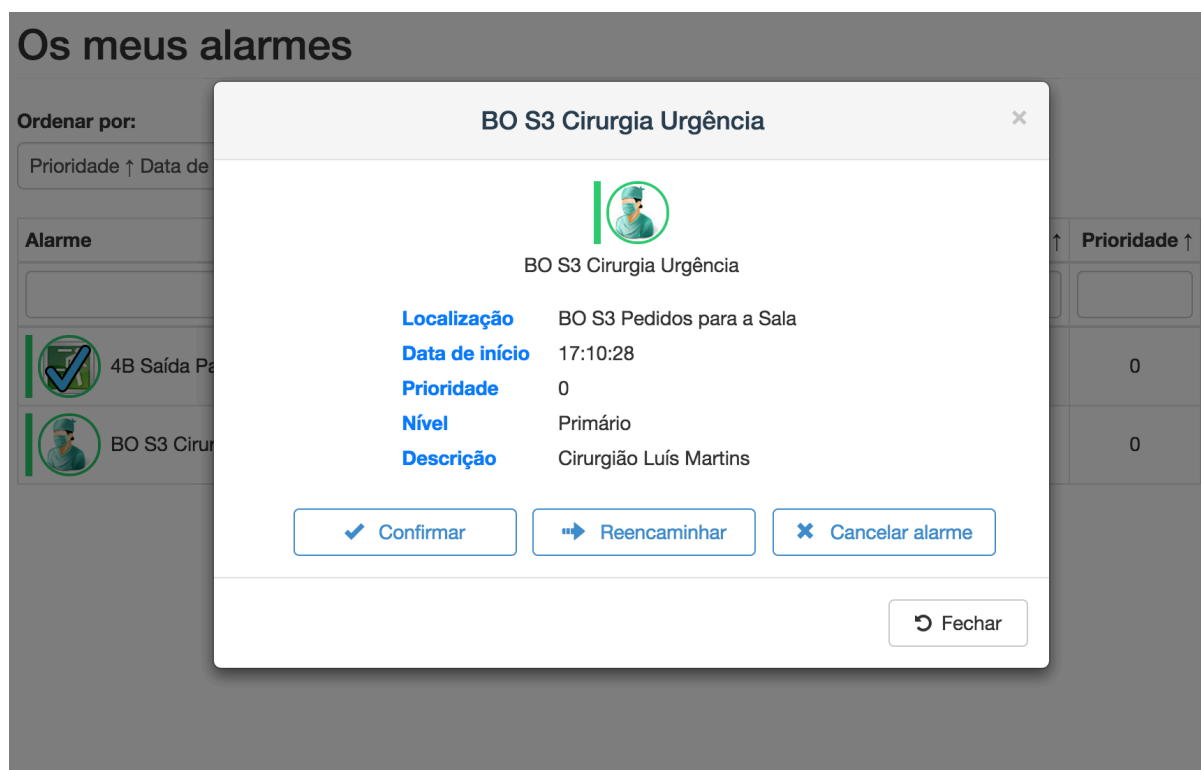 Os meus alarmes
Ordenar por:
Prioridade ↑ Data de
Alarme
↑
Prioridade ↑
4B Saída
0
BO S3
0
BO S3 Cirurgia Urgência
×
BO S3 Cirurgia Urgência
Localização BO S3 Pedidos para a Sala
Data de início 17:10:28
Prioridade 0
Nível Primário
Descrição Cirurgião Luís Martins
Confirmar
Reencaminhar
Cancelar alarme
Fechar